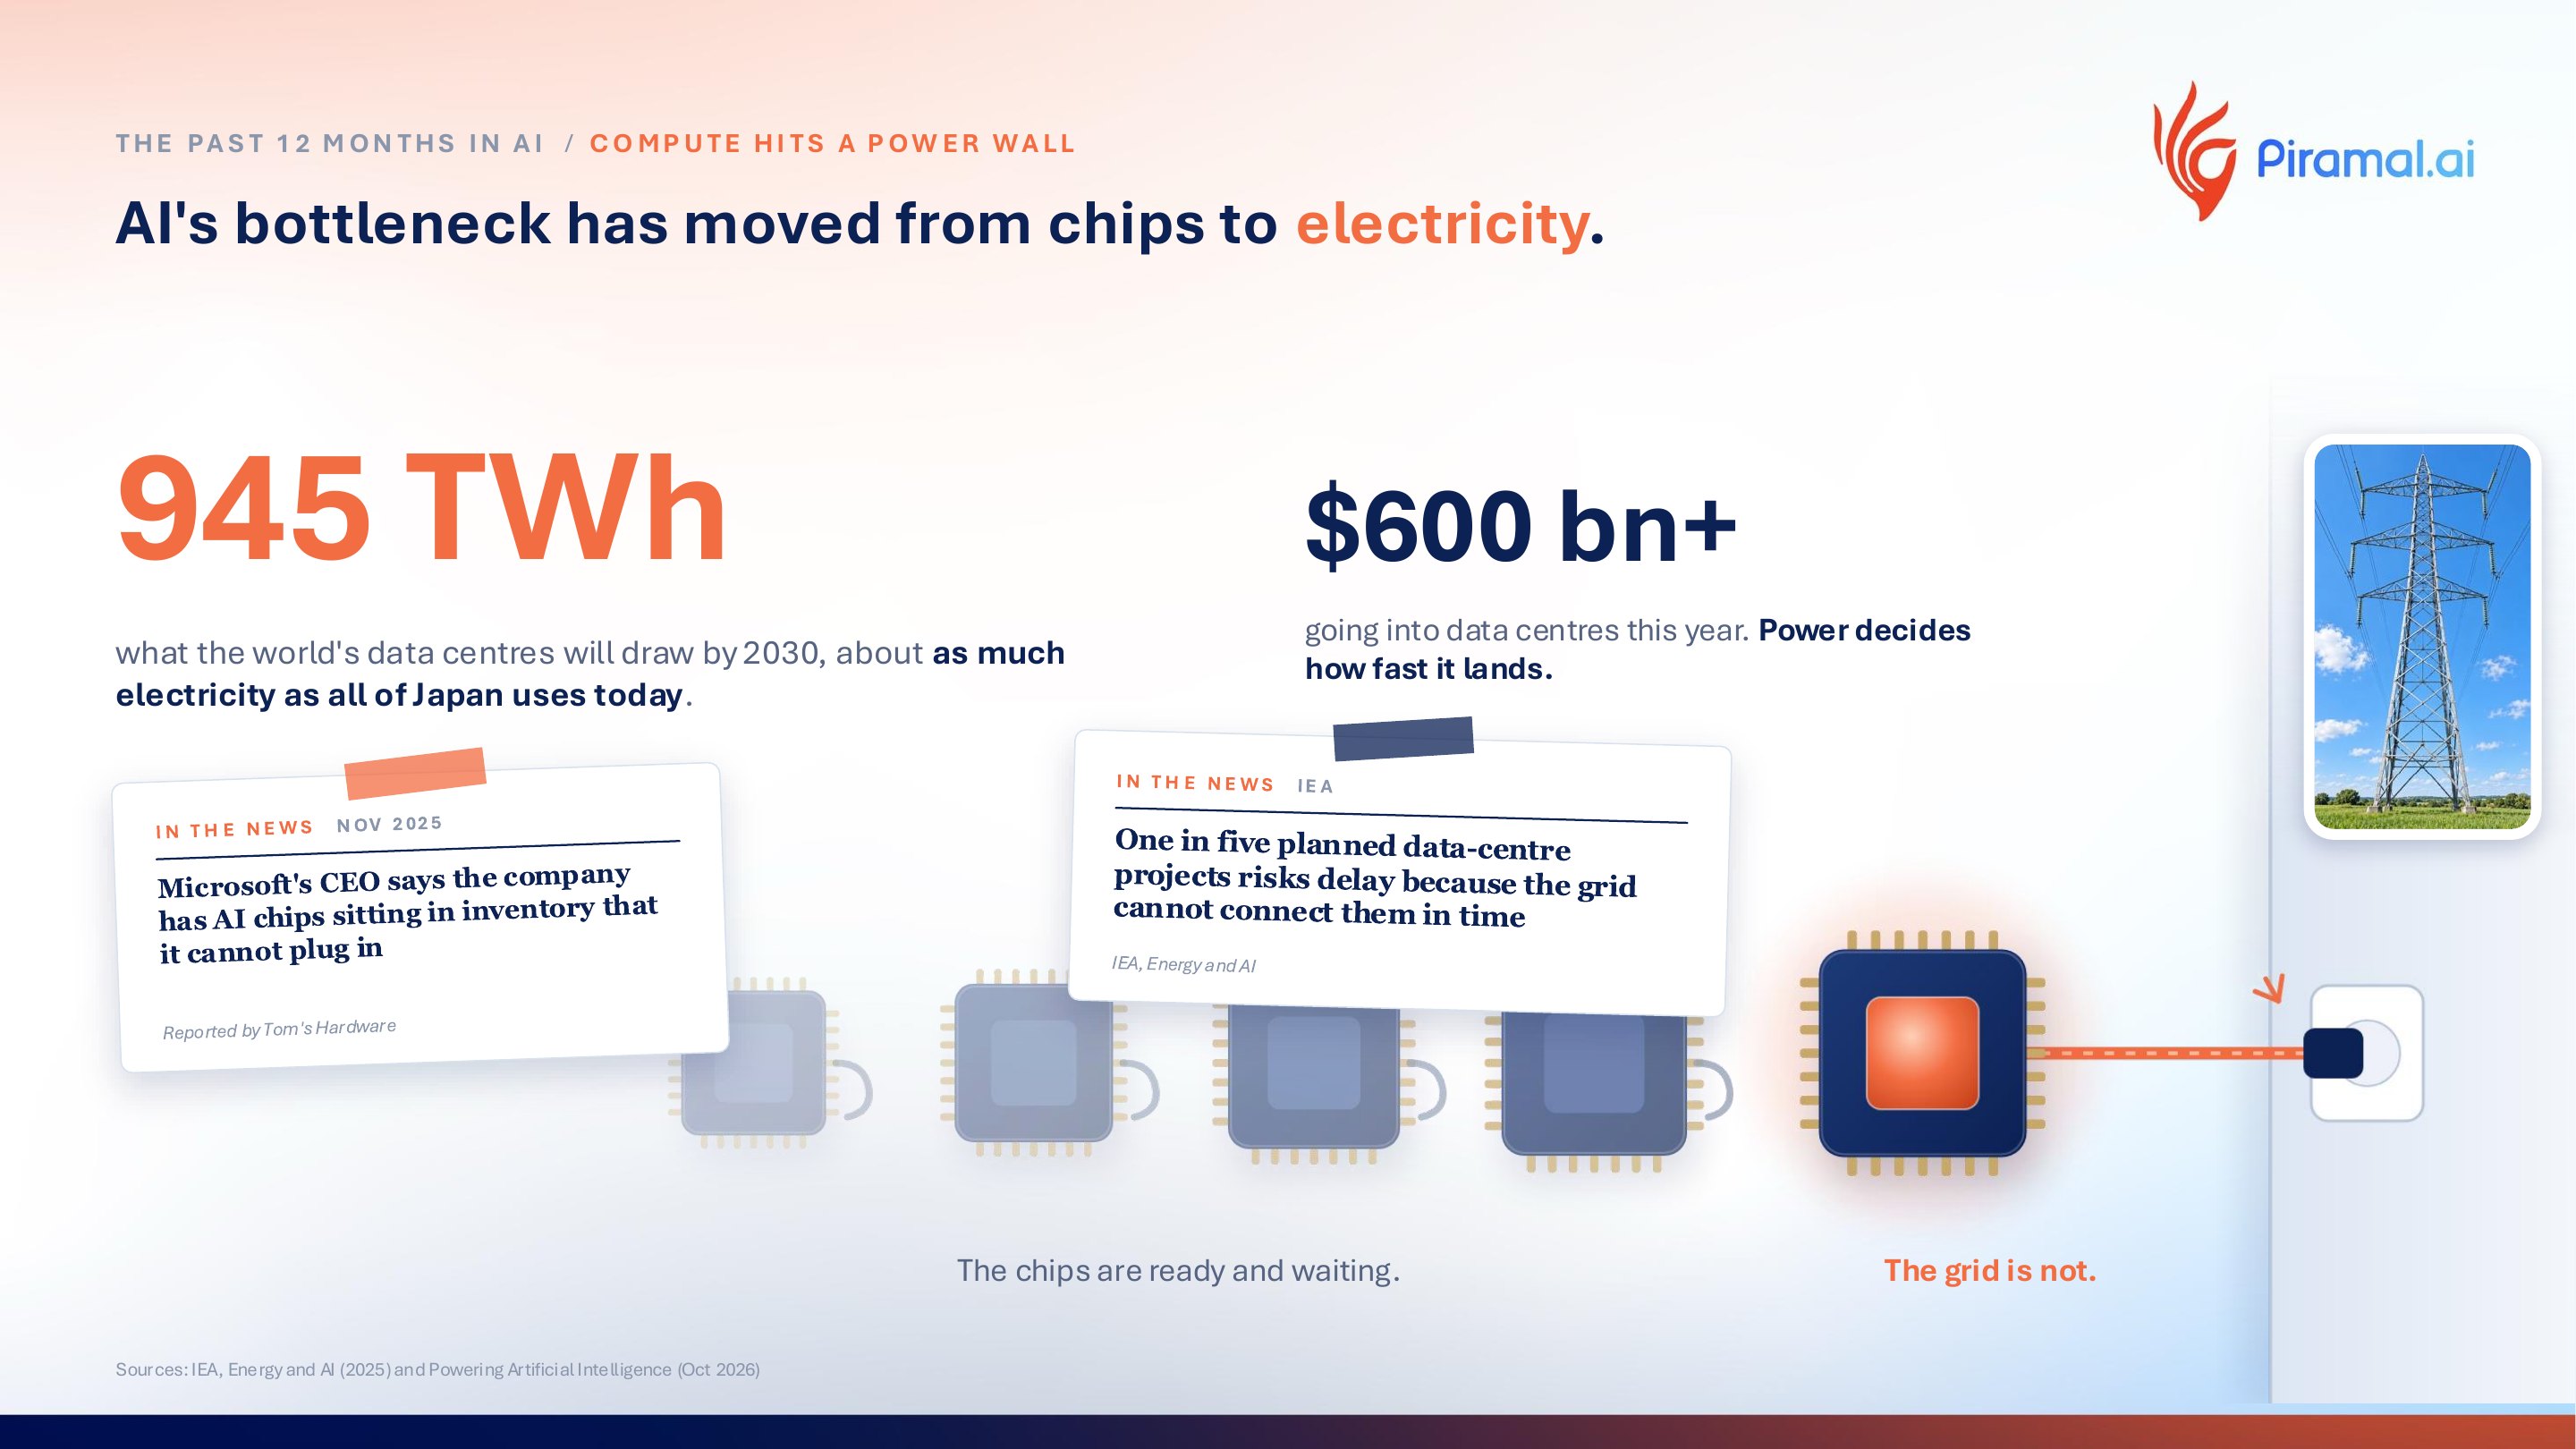 THE PAST 12 MONTHS IN AI / COMPUTE HITS A POWER WALL
AI's bottleneck has moved from chips to electricity.
Piramal.ai
945 TWh
what the world's data centres will draw by 2030, about as much
electricity as all of Japan uses today.
$600 bn+
going into data centres this year. Power decides
how fast it lands.
IN THE NEWS NOV 2025
Microsoft's CEO says the company
has AI chips sitting in inventory that
it cannot plug in
Reported by Tom's Hardware
IN THE NEWS IEA
One in five planned data-centre
projects risks delay because the grid
cannot connect them in time
IEA, Energy and AI
The chips are ready and waiting.
The grid is not.
Sources: IEA, Energy and AI (2025) and Powering Artificial Intelligence (Oct 2026)